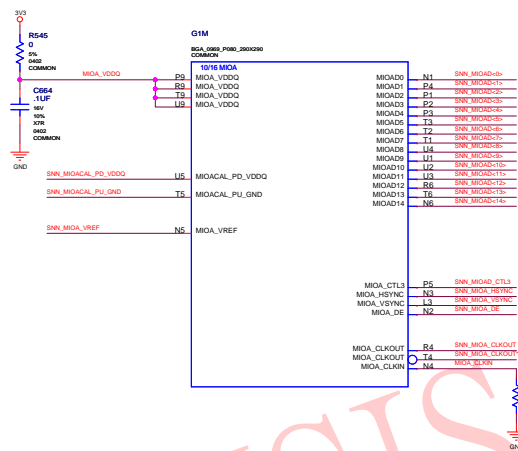 3V3
R545
0
5%
0402
COMMON
MIOA_VDDQ
C664
.1UF
16V
10%
X7R
0402
COMMON
GND
G1M
BGA_0969_P080_290X290
COMMON
10/16 MIOA
P9 MIOA_VDDQ
R9 MIOA_VDDQ
T9 MIOA_VDDQ
U9 MIOA_VDDQ
SNN_MIOACAL_PD_VDDQ U5 MIOACAL_PD_VDDQ
SNN_MIOACAL_PU_GND T5 MIOACAL_PU_GND
SNN_MIOA_VREF N5 MIOA_VREF
MIOAD0 N1 SNN_MIOAD<0>
MIOAD1 P4 SNN_MIOAD<1>
MIOAD2 P1 SNN_MIOAD<2>
MIOAD3 P2 SNN_MIOAD<3>
MIOAD4 P3 SNN_MIOAD<4>
MIOAD5 T3 SNN_MIOAD<5>
MIOAD6 T2 SNN_MIOAD<6>
MIOAD7 T1 SNN_MIOAD<7>
MIOAD8 U4 SNN_MIOAD<8>
MIOAD9 U1 SNN_MIOAD<9>
MIOAD10 U2 SNN_MIOAD<10>
MIOAD11 U3 SNN_MIOAD<11>
MIOAD12 R6 SNN_MIOAD<12>
MIOAD13 T6 SNN_MIOAD<13>
MIOAD14 N6 SNN_MIOAD<14>
MIOA_CTL3 P5 SNN_MIOAD_CTL3
MIOA_HSYNC N3 SNN_MIOA_HSYNC
MIOA_VSYNC L3 SNN_MIOA_VSYNC
MIOA_DE N2 SNN_MIOA_DE
MIOA_CLKOUT R4 SNN_MIOA_CLKOUT
MIOA_CLKOUT T4 SNN_MIOA_CLKOUT*
MIOA_CLKIN N4 MIOA_CLKIN